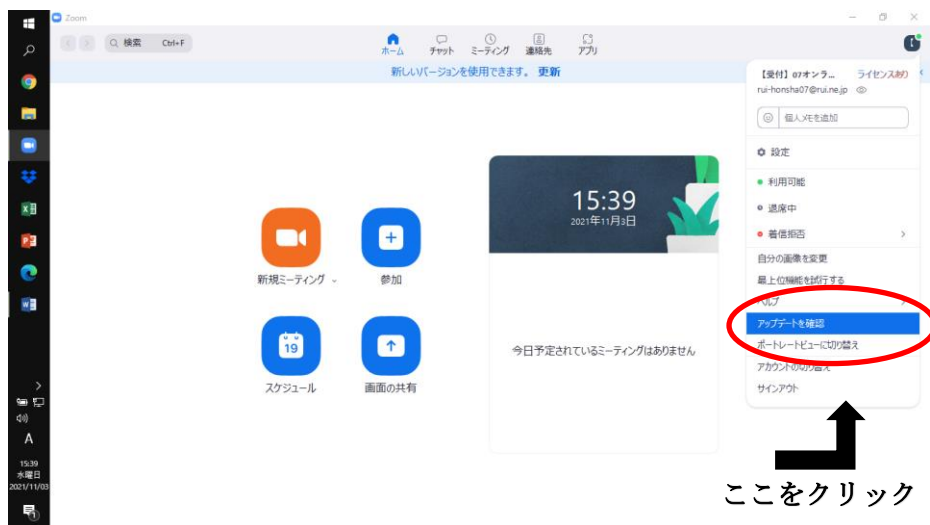 Zoom
検索 Ctrl+F
ホーム
チャット
ミーティング
連絡先
アプリ
新しいバージョンを使用できます。 更新
【受付】07オンラ... ライセンスあり
rui-honsha07@rui.ne.jp
個人メモを追加
設定
利用可能
退席中
着信拒否
自分の画像を変更
最上位機能を試行する
ヘルプ
アップデートを確認
ポートレートビューに切り替え
アカウントの切り替え
サインアウト
15:39
2021年11月3日
新規ミーティング
参加
19
スケジュール
画面の共有
今日予定されているミーティングはありません
A
15:39
水曜日
2021/11/03
ここをクリック